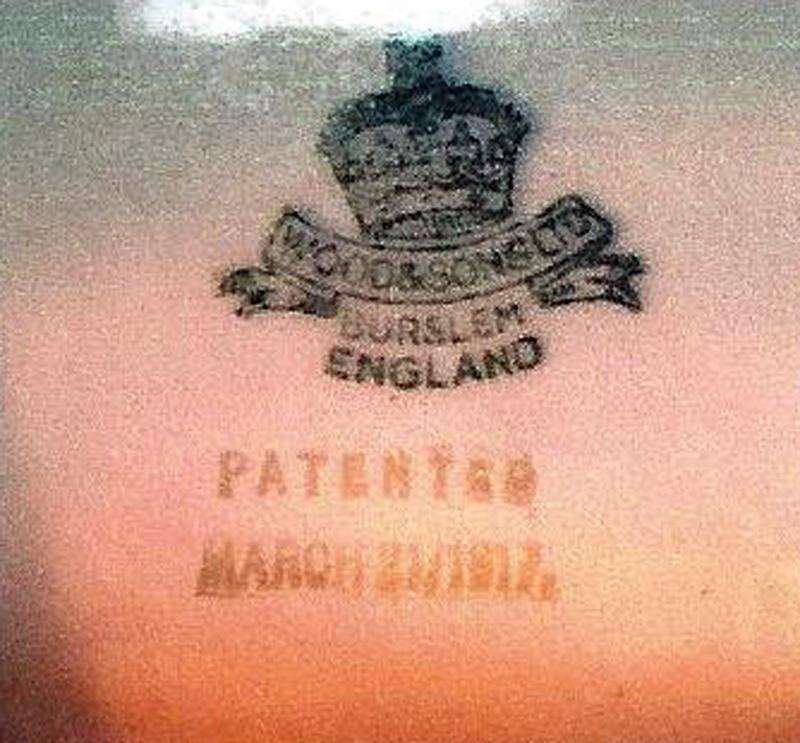 WOOD & SONS LTD
BURSLEM
ENGLAND
PATENTED
MARCH